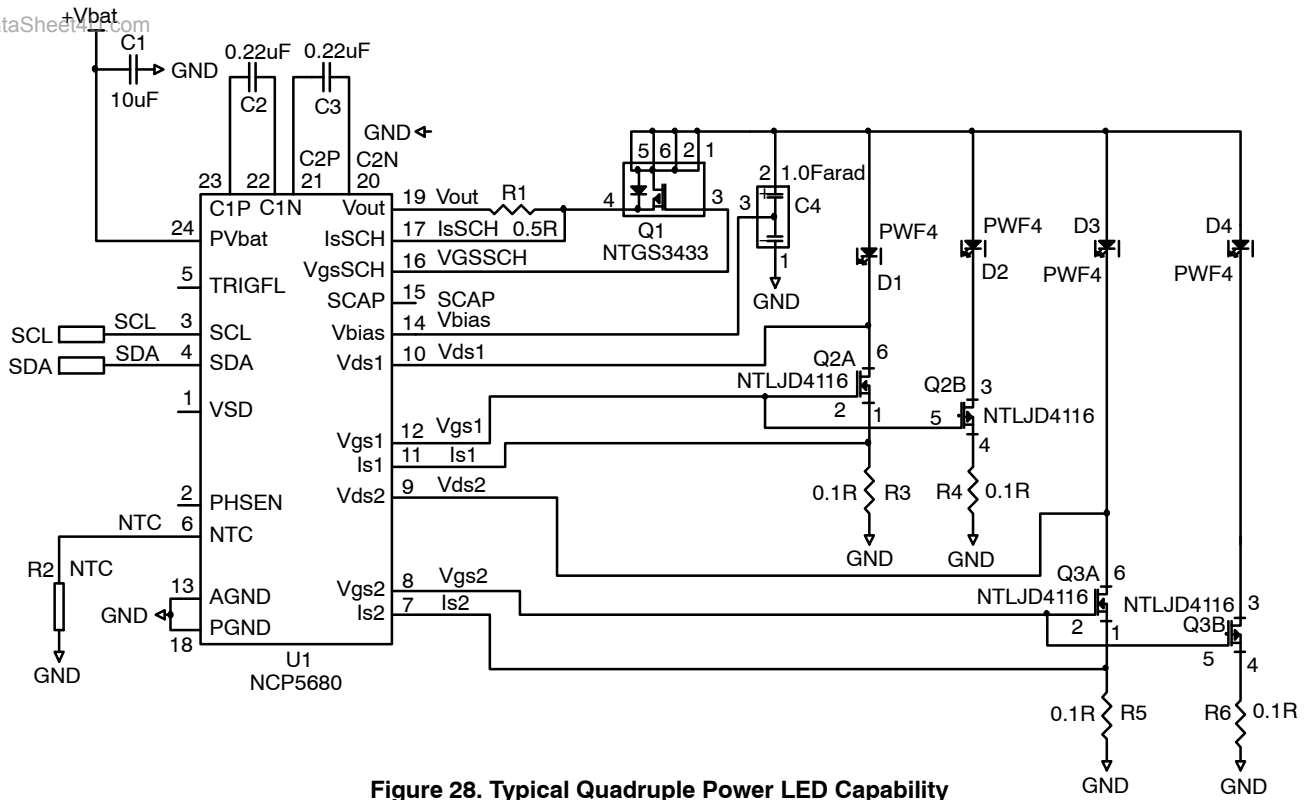 ataSheet4U.com
+Vbat
C1
GND
10uF
0.22uF
0.22uF
C2
C3
GND
C2P
C2N
23
22
21
20
C1P
C1N
Vout
19
Vout
R1
IsSCH
17
IsSCH
0.5R
24
PVbat
VgsSCH
16
VGSSCH
5
TRIGFL
SCAP
15
SCAP
SCL
SCL
3
SCL
Vbias
14
Vbias
SDA
SDA
4
SDA
Vds1
10
Vds1
1
VSD
Vgs1
12
Vgs1
Is1
11
Is1
2
PHSEN
Vds2
9
Vds2
NTC
6
NTC
R2
NTC
GND
13
AGND
Vgs2
8
Vgs2
GND
PGND
18
Is2
7
Is2
U1
NCP5680
5
6
2
1
4
3
Q1
NTGS3433
2
1.0Farad
3
+
C4
1
GND
PWF4
D1
PWF4
D2
D3
PWF4
D4
PWF4
Q2A
6
NTLJD4116
2
1
Q2B
3
NTLJD4116
5
4
0.1R
R3
R4
0.1R
GND
GND
Q3A
6
NTLJD4116
2
1
NTLJD4116
3
Q3B
5
4
0.1R
R5
R6
0.1R
GND
GND
Figure 28. Typical Quadruple Power LED Capability